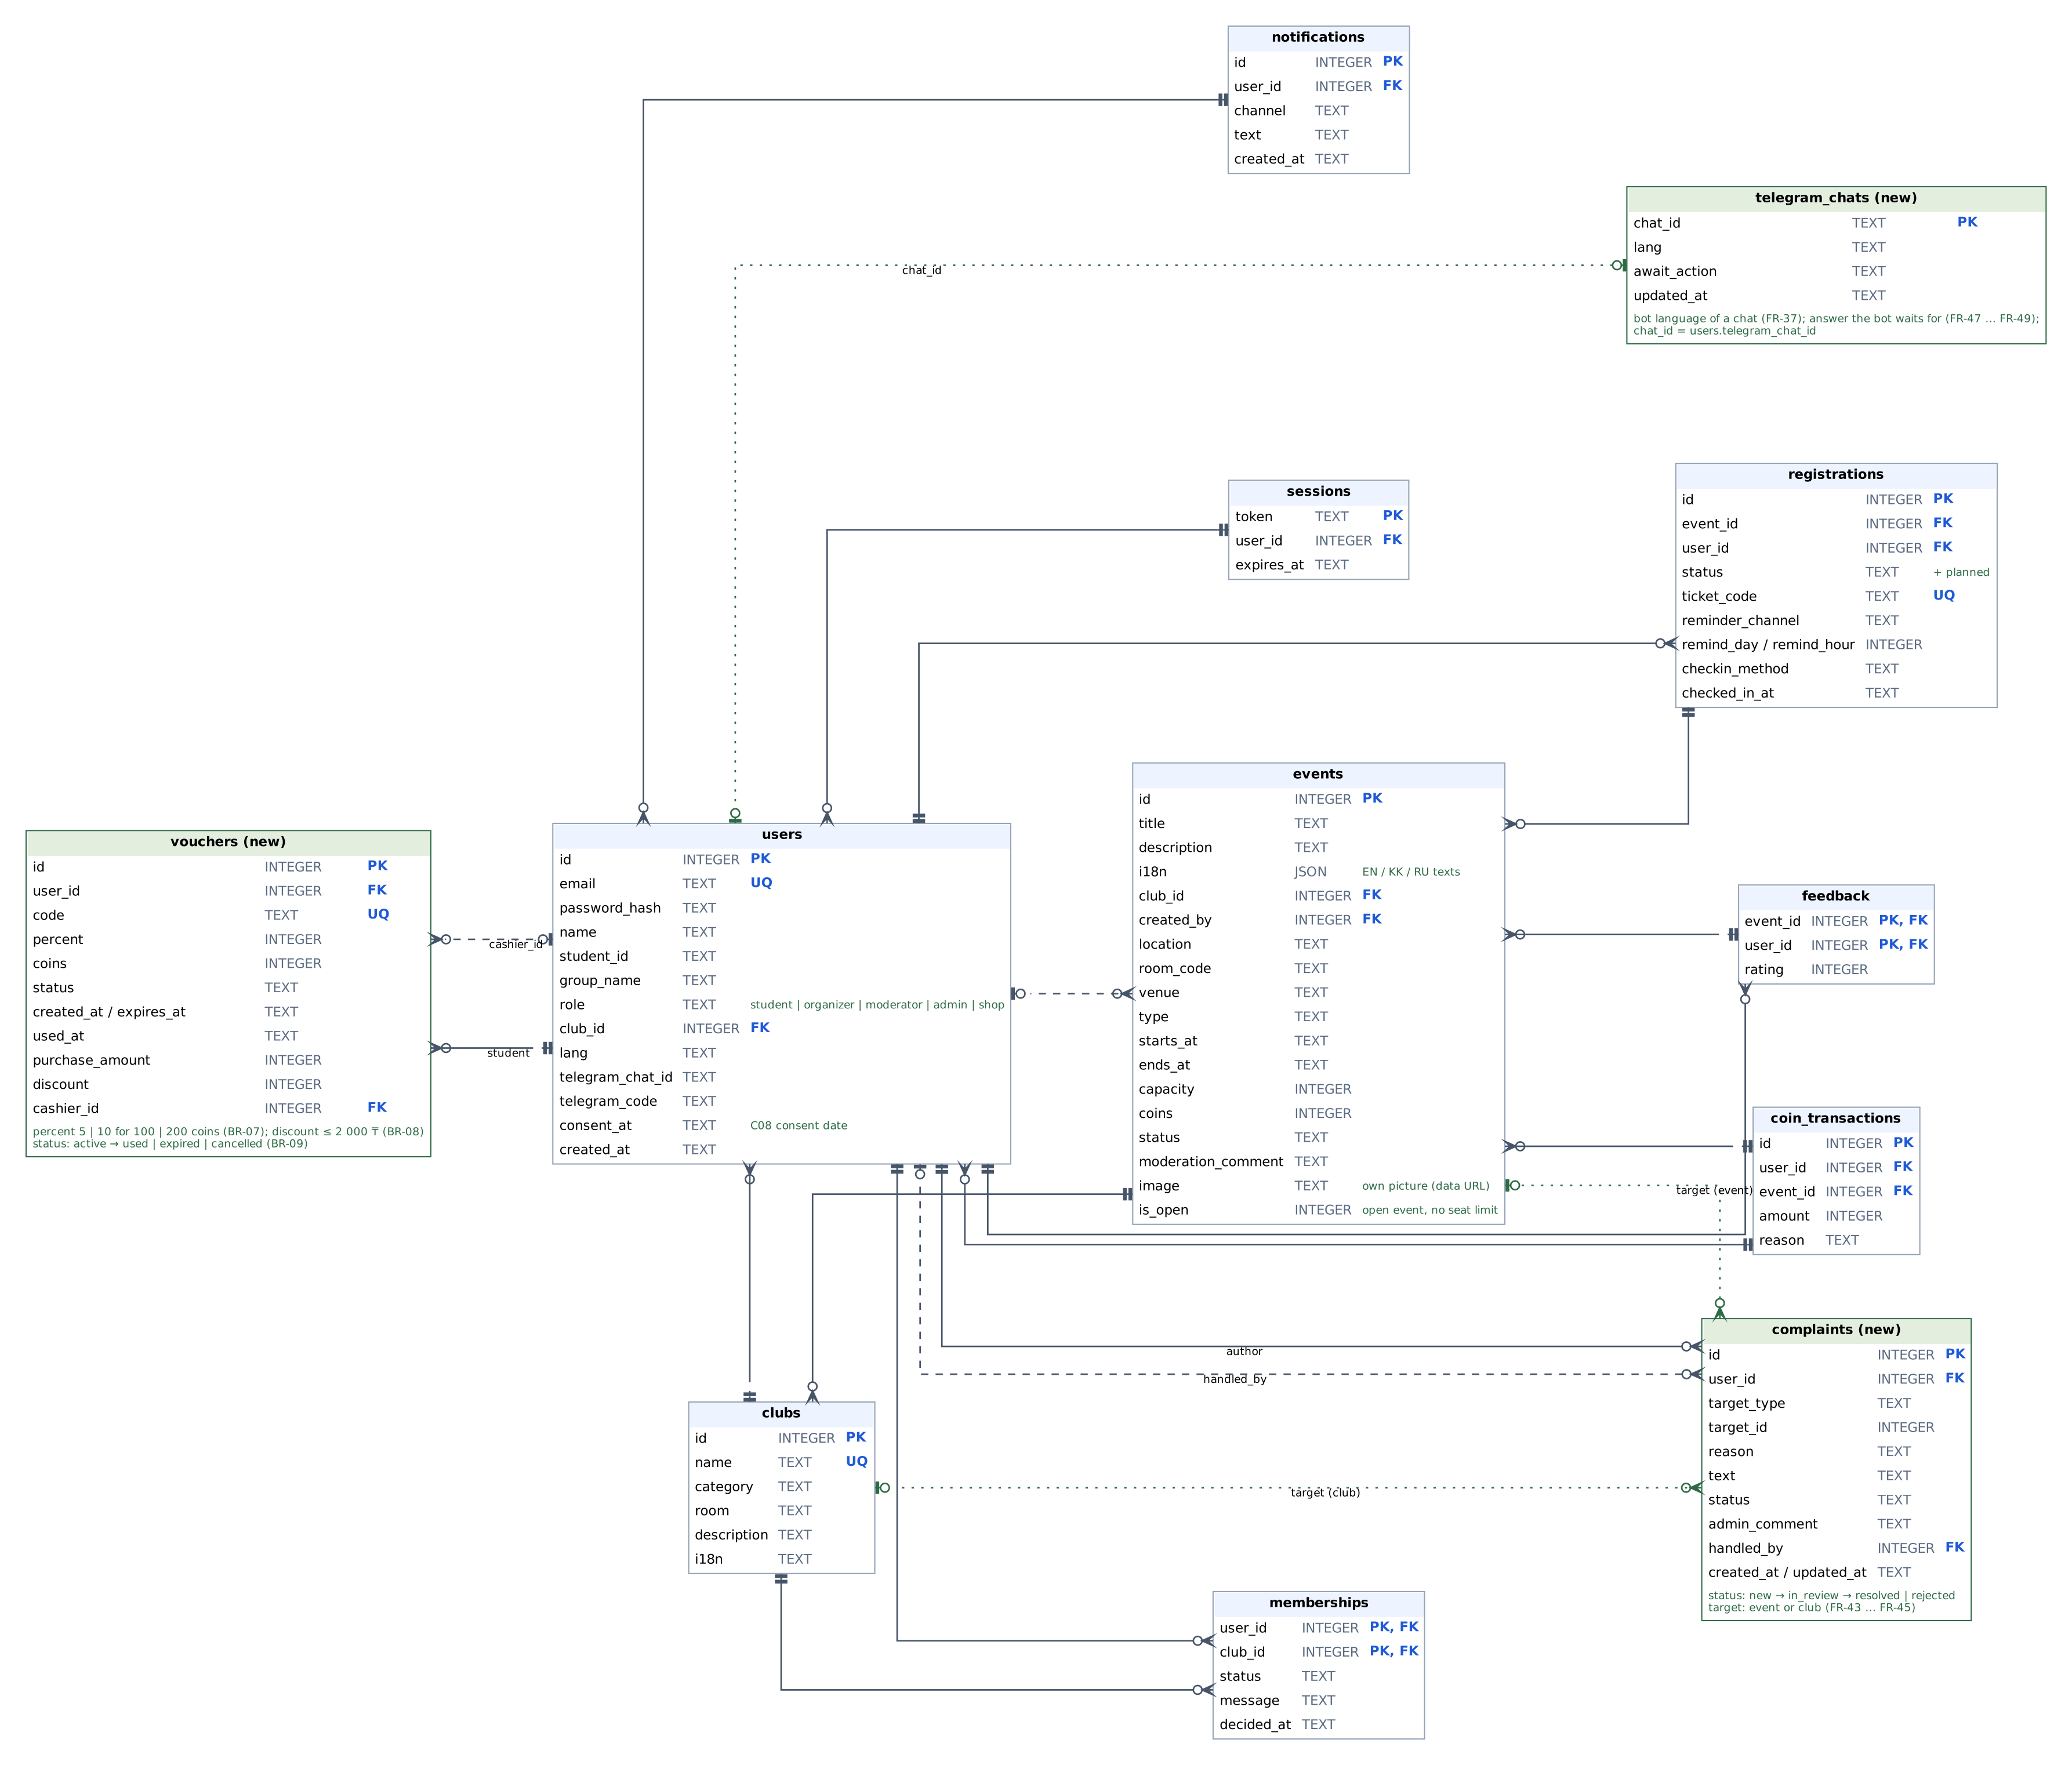 notifications
id INTEGER PK
user_id INTEGER FK
channel TEXT
text TEXT
created_at TEXT
telegram_chats (new)
chat_id TEXT PK
lang TEXT
await_action TEXT
updated_at TEXT
bot language of a chat (FR-37); answer the bot waits for (FR-47 ... FR-49);
chat_id = users.telegram_chat_id
chat_id
sessions
token TEXT PK
user_id INTEGER FK
expires_at TEXT
registrations
id INTEGER PK
event_id INTEGER FK
user_id INTEGER FK
status TEXT + planned
ticket_code TEXT UQ
reminder_channel TEXT
remind_day / remind_hour INTEGER
checkin_method TEXT
checked_in_at TEXT
vouchers (new)
id INTEGER PK
user_id INTEGER FK
code TEXT UQ
percent INTEGER
coins INTEGER
status TEXT
created_at / expires_at TEXT
used_at TEXT
purchase_amount INTEGER
discount INTEGER
cashier_id INTEGER FK
percent 5 | 10 for 100 | 200 coins (BR-07); discount ≤ 2 000 ₸ (BR-08)
status: active → used | expired | cancelled (BR-09)
cashier_id
student
users
id INTEGER PK
email TEXT UQ
password_hash TEXT
name TEXT
student_id TEXT
group_name TEXT
role TEXT student | organizer | moderator | admin | shop
club_id INTEGER FK
lang TEXT
telegram_chat_id TEXT
telegram_code TEXT
consent_at TEXT C08 consent date
created_at TEXT
events
id INTEGER PK
title TEXT
description TEXT
i18n JSON EN / KK / RU texts
club_id INTEGER FK
created_by INTEGER FK
location TEXT
room_code TEXT
venue TEXT
type TEXT
starts_at TEXT
ends_at TEXT
capacity INTEGER
coins INTEGER
status TEXT
moderation_comment TEXT
image TEXT own picture (data URL)
is_open INTEGER open event, no seat limit
feedback
event_id INTEGER PK, FK
user_id INTEGER PK, FK
rating INTEGER
coin_transactions
id INTEGER PK
user_id INTEGER FK
event_id INTEGER FK
amount INTEGER
reason TEXT
target (event)
complaints (new)
id INTEGER PK
user_id INTEGER FK
target_type TEXT
target_id INTEGER
reason TEXT
text TEXT
status TEXT
admin_comment TEXT
handled_by INTEGER FK
created_at / updated_at TEXT
status: new → in_review → resolved | rejected
target: event or club (FR-43 ... FR-45)
author
handled_by
target (club)
clubs
id INTEGER PK
name TEXT UQ
category TEXT
room TEXT
description TEXT
i18n TEXT
memberships
user_id INTEGER PK, FK
club_id INTEGER PK, FK
status TEXT
message TEXT
decided_at TEXT